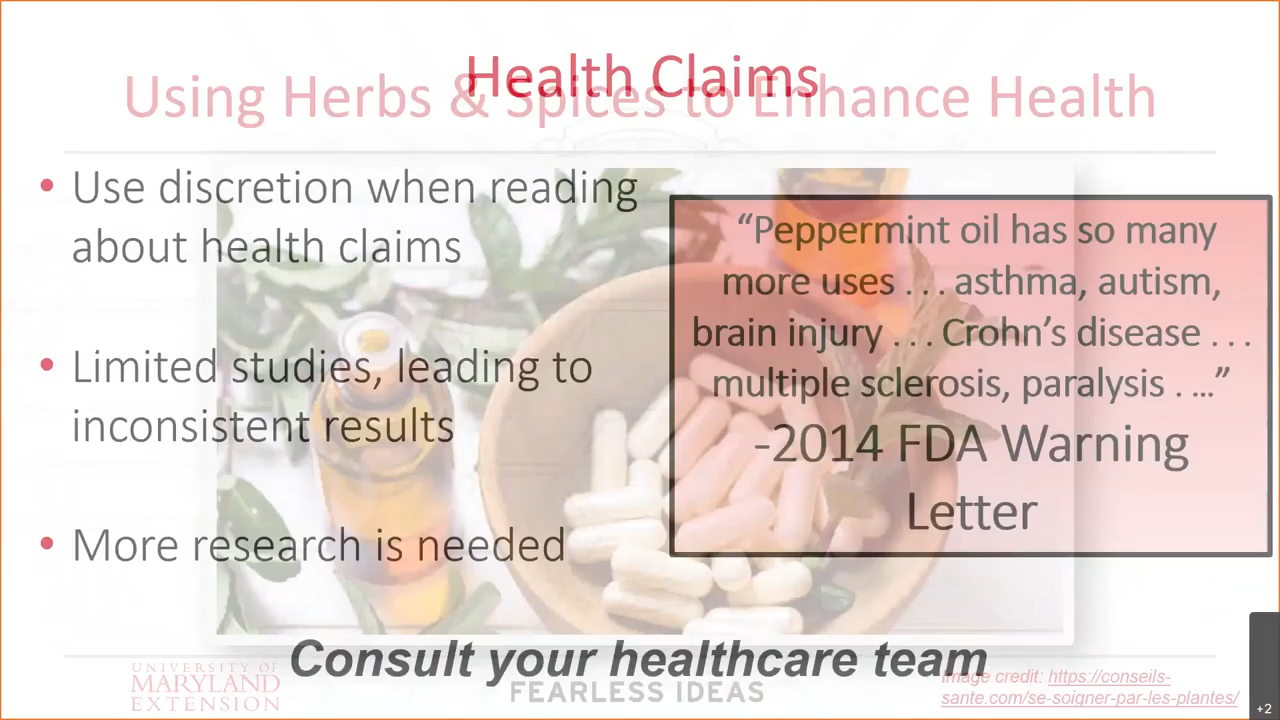 Health Claims
Using Herbs & Spices to Enhance Health
• Use discretion when reading
about health claims
• Limited studies, leading to
inconsistent results
• More research is needed
“Peppermint oil has so many
more uses . . . asthma, autism,
brain injury . . . Crohn’s disease . . .
multiple sclerosis, paralysis . …”
-2014 FDA Warning
Letter
Consult your healthcare team
UNIVERSITY OF
MARYLAND
EXTENSION
FEARLESS IDEAS
Image credit: https://conseils-
sante.com/se-soigner-par-les-plantes/
+2